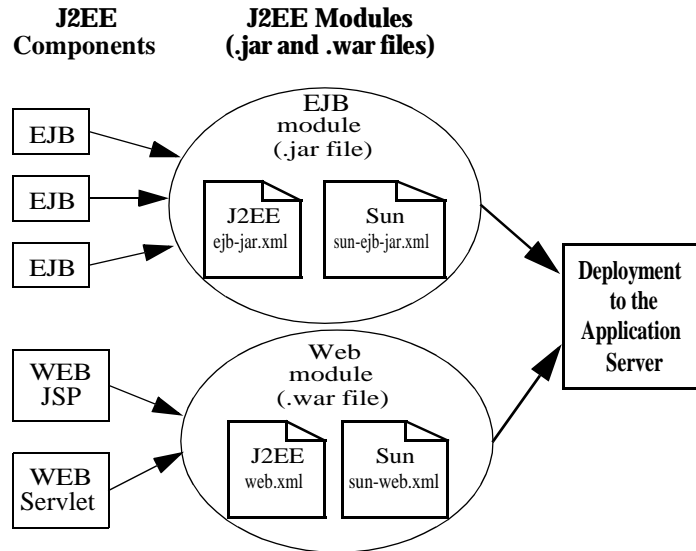 J2EE
Components
J2EE Modules
(.jar and .war files)
EJB
EJB
EJB
EJB
module
(.jar file)
J2EE
ejb-jar.xml
Sun
sun-ejb-jar.xml
WEB
JSP
WEB
Servlet
Web
module
(.war file)
J2EE
web.xml
Sun
sun-web.xml
Deployment
to the
Application
Server